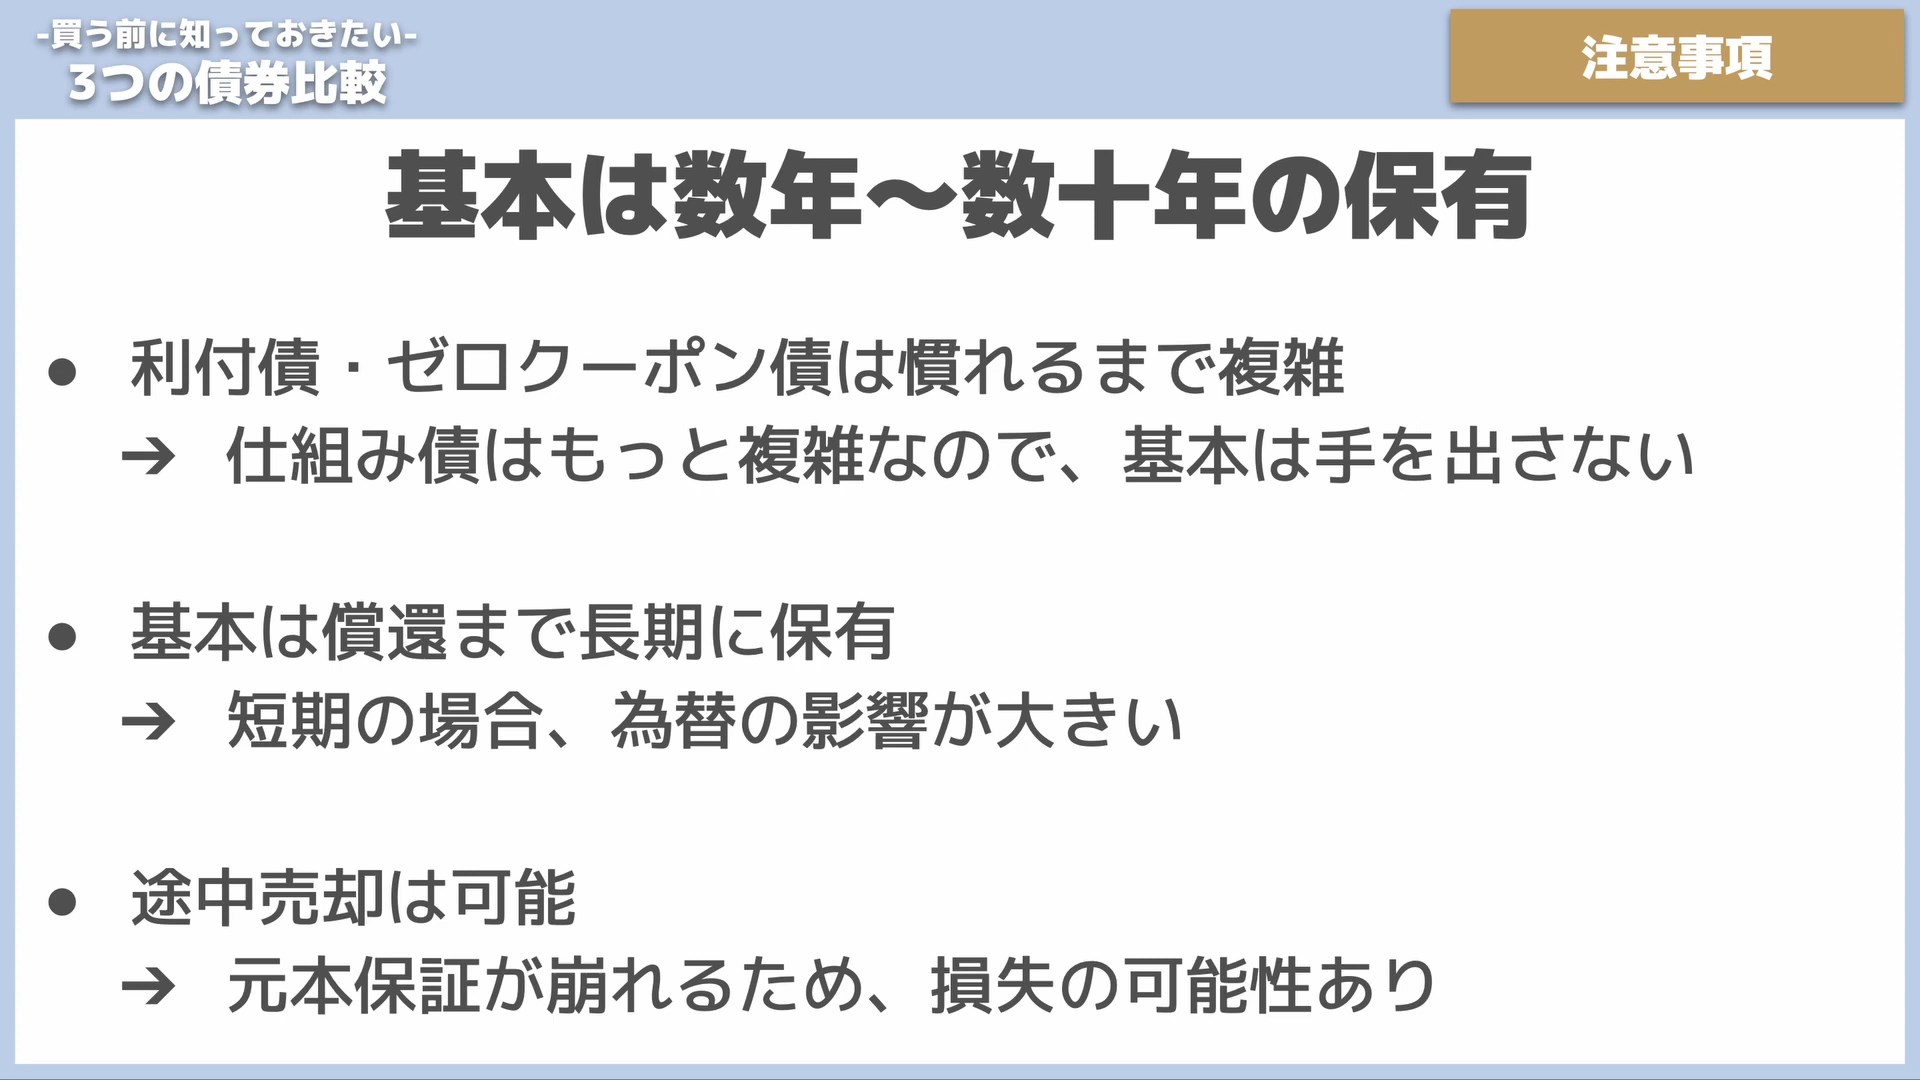 -買う前に知っておきたい-
3つの債券比較
注意事項
基本は数年〜数十年の保有
● 利付債・ゼロクーポン債は慣れるまで複雑
➔ 仕組み債はもっと複雑なので、基本は手を出さない
● 基本は償還まで長期に保有
➔ 短期の場合、為替の影響が大きい
● 途中売却は可能
➔ 元本保証が崩れるため、損失の可能性あり